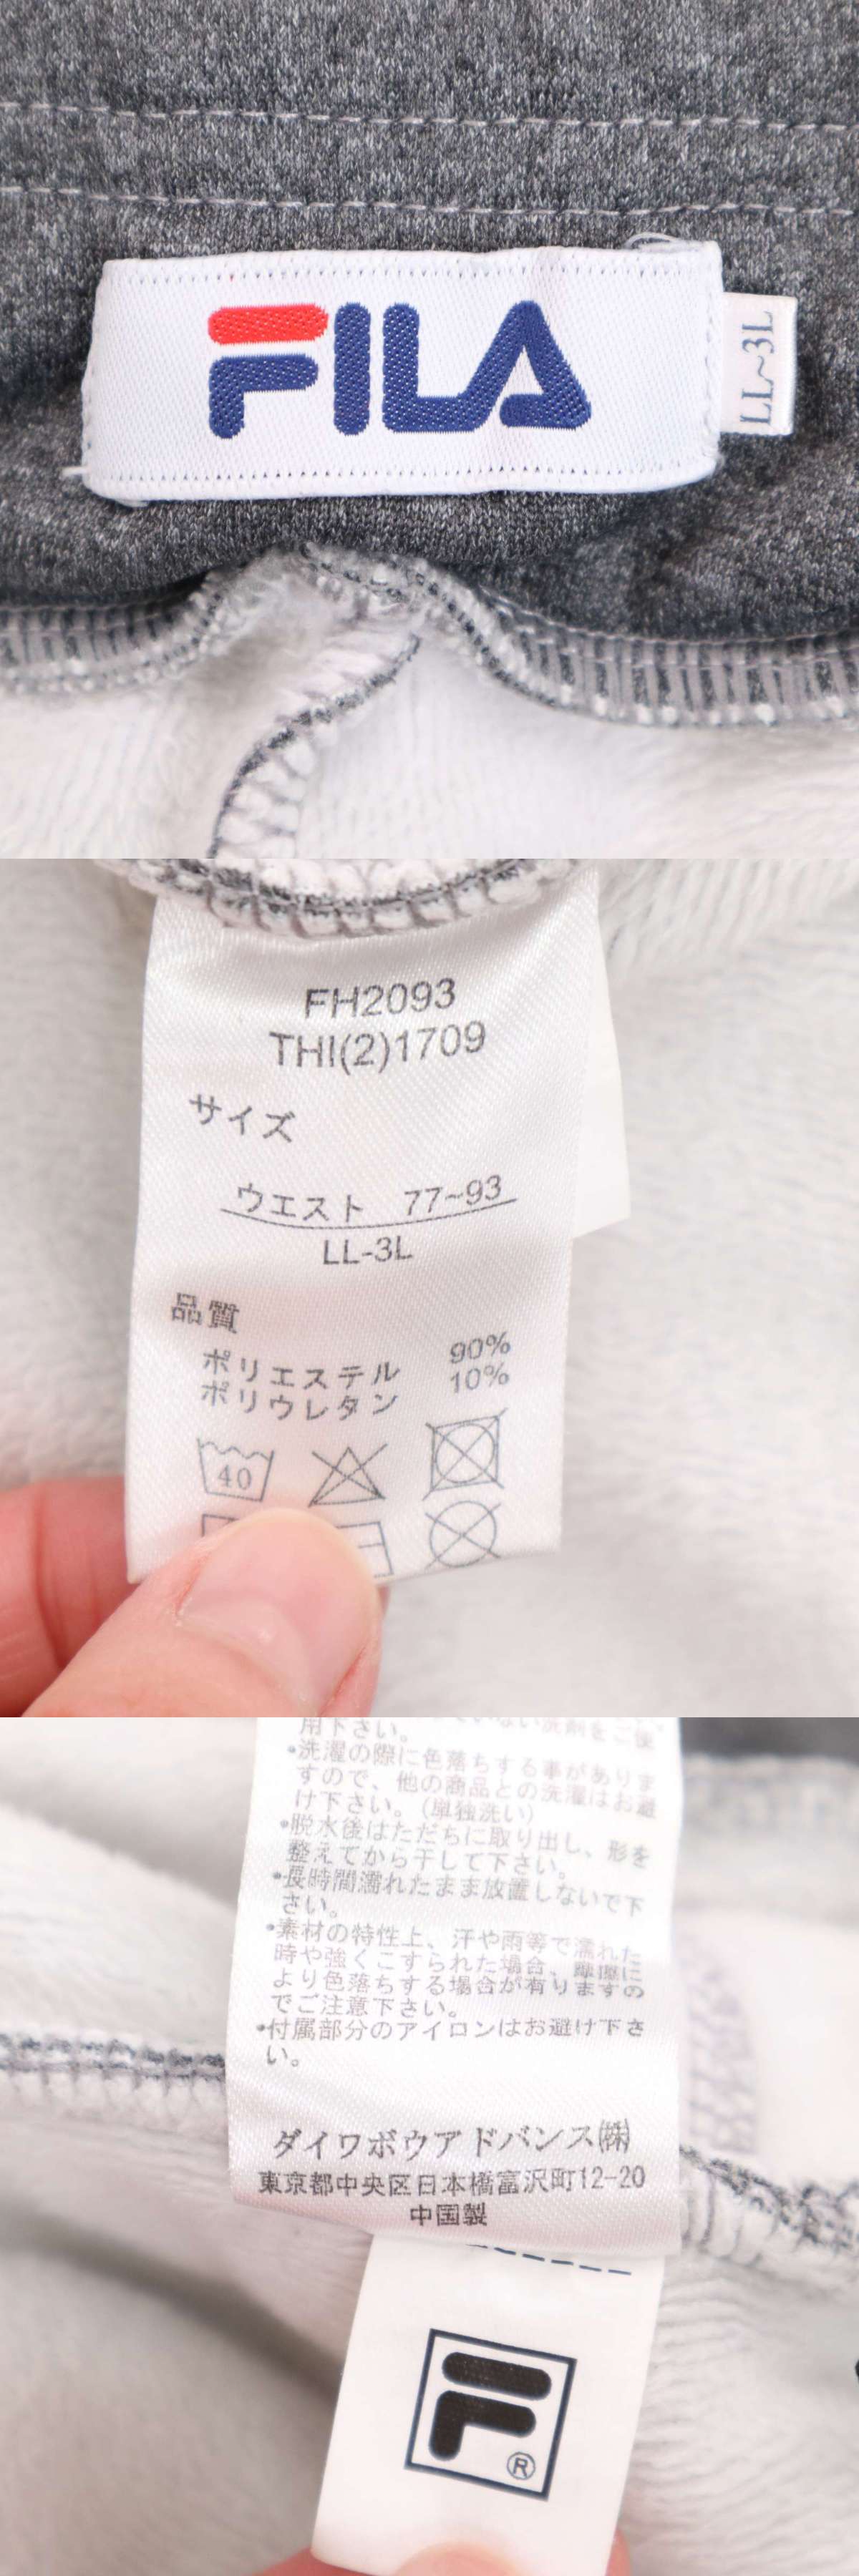 FILA
LL~3L
FH2093
THI(2)1709
サイズ
ウエスト 77~93
LL-3L
品質
ポリエステル 90%
ポリウレタン 10%
40
用下さい。 いない洗剤をご使
•洗濯の際に色落ちする事がありま
すので、他の商品との洗濯はお避
け下さい。(単独洗い)
•脱水後はただちに取り出し、形を
整えてから干して下さい。
•長時間濡れたまま放置しないで下
さい。
•素材の特性上、汗や雨等で濡れた
時や強くこすられた場合、摩擦に
より色落ちする場合が有りますの
でご注意下さい。
•付属部分のアイロンはお避け下さ
い。
ダイワボウアドバンス㈱
東京都中央区日本橋富沢町12-20
中国製
F
®